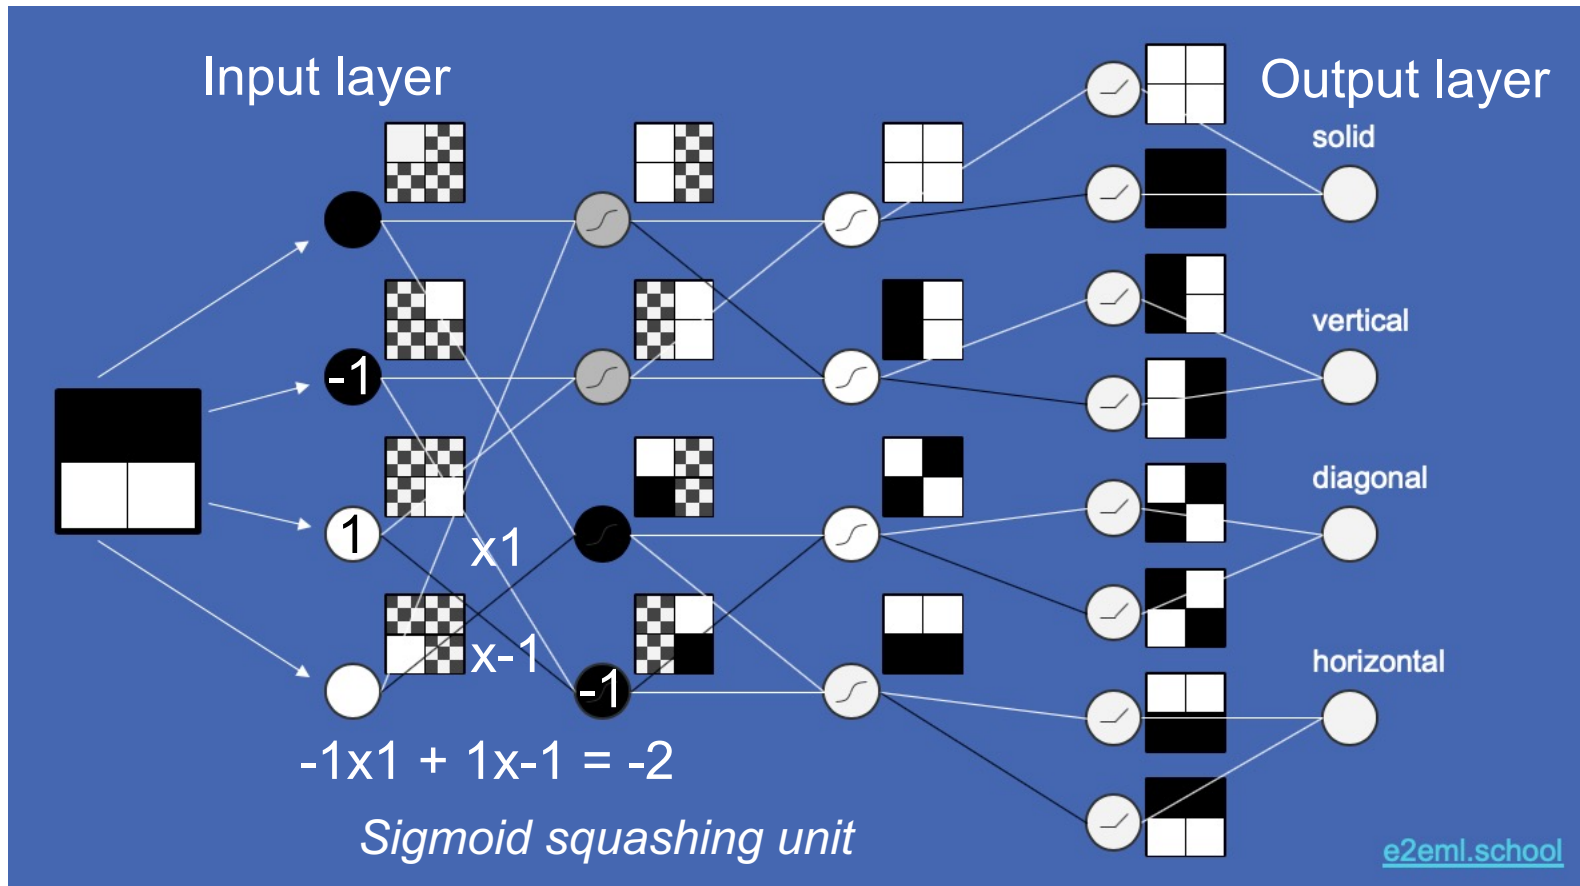 Input layer
Output layer
solid
vertical
-1
diagonal
1
x1
x-1
horizontal
-1
-1x1 + 1x-1 = -2
Sigmoid squashing unit
e2eml.school